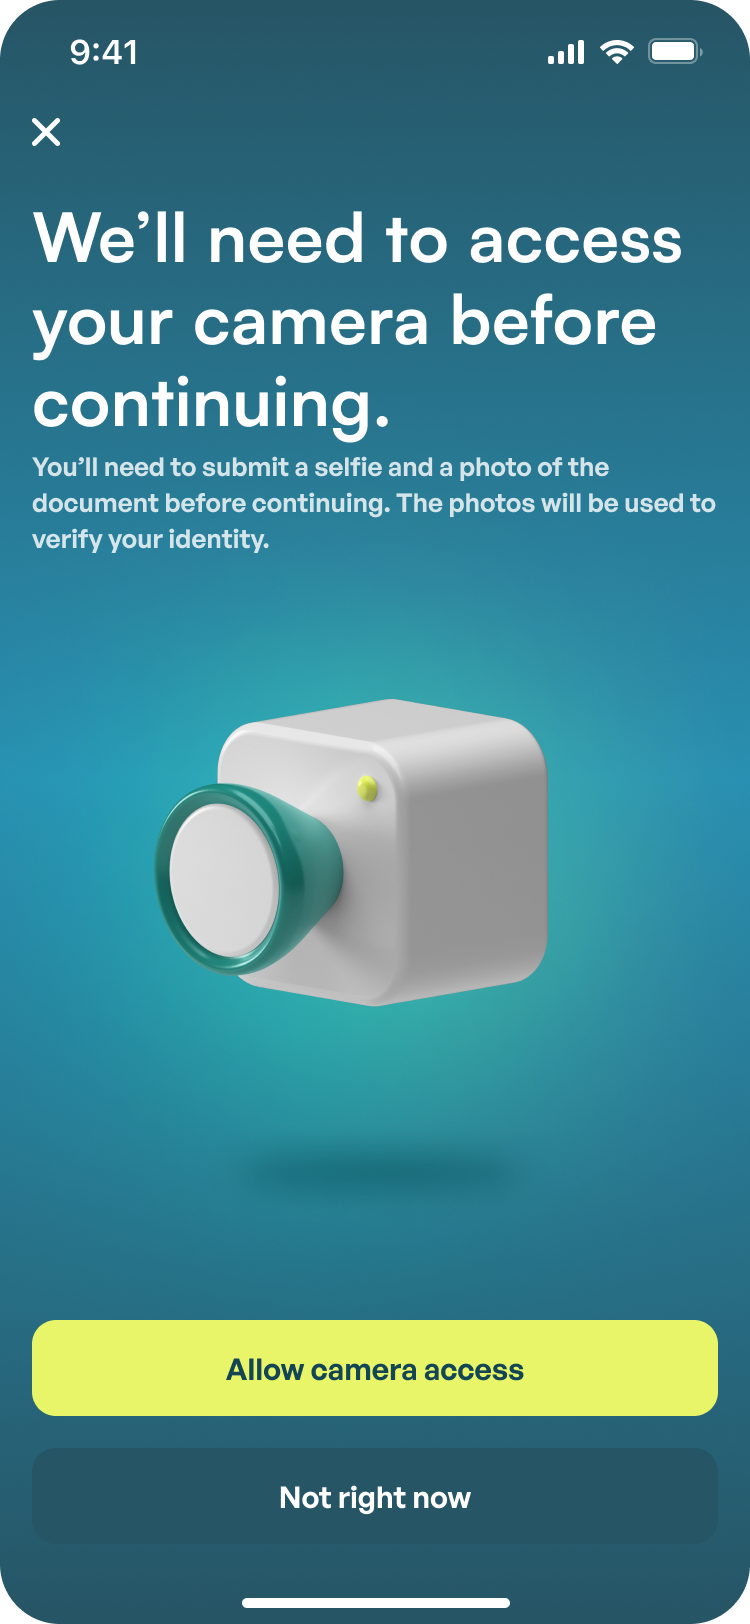 9:41
We’ll need to access
your camera before
continuing.
You’ll need to submit a selfie and a photo of the
document before continuing. The photos will be used to
verify your identity.
Allow camera access
Not right now